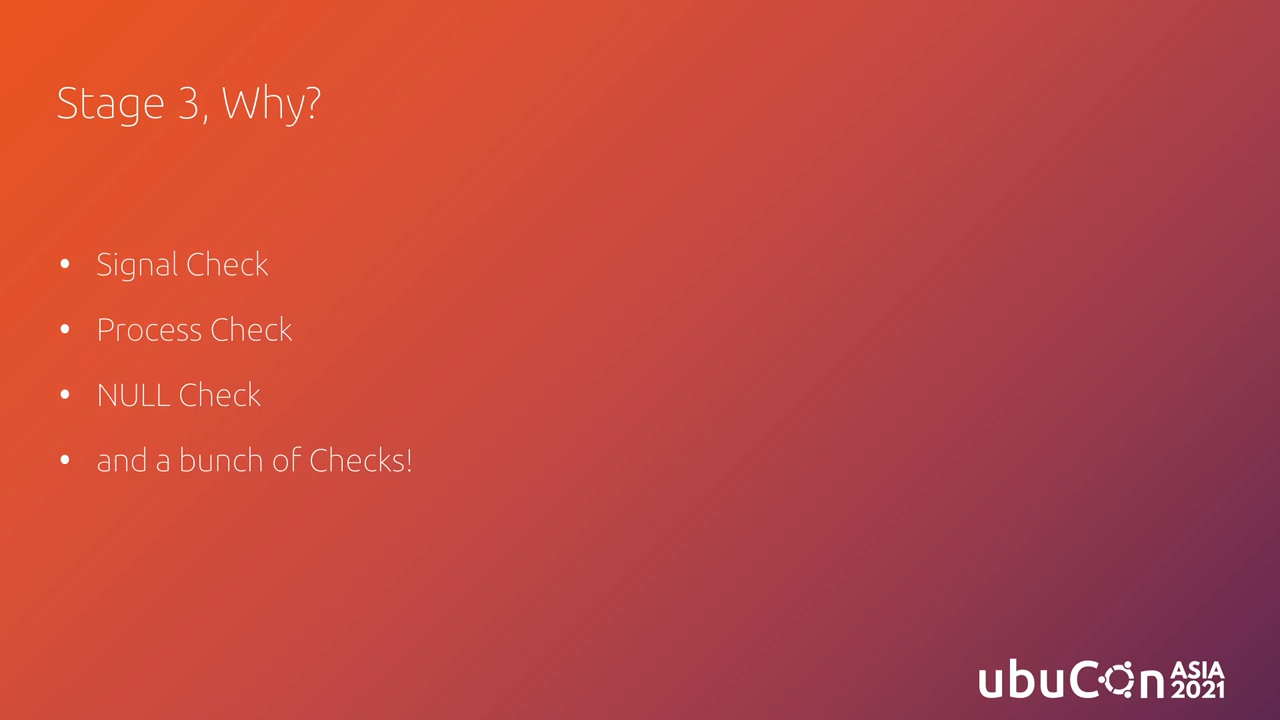 Stage 3, Why?
• Signal Check
• Process Check
• NULL Check
• and a bunch of Checks!
ubuCon ASIA 2021